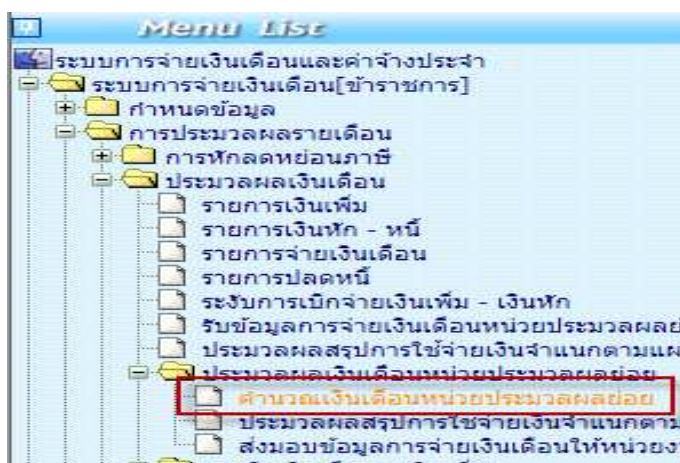 Menu List
ระบบการจ่ายเงินเดือนและค่าจ้างประจำ
ระบบการจ่ายเงินเดือน[ข้าราชการ]
กำหนดข้อมูล
การประมวลผลรายเดือน
การหักลดหย่อนภาษี
ประมวลผลเงินเดือน
รายการเงินเพิ่ม
รายการเงินหัก - หนี้
รายการจ่ายเงินเดือน
รายการปลดหนี้
ระงับการเบิกจ่ายเงินเพิ่ม - เงินหัก
รับข้อมูลการจ่ายเงินเดือนหน่วยประมวลผลย่
ประมวลผลสรุปการใช้จ่ายเงินจำแนกตามแผ
ประมวลผลเงินเดือนหน่วยประมวลผลย่อย
คำนวณเงินเดือนหน่วยประมวลผลย่อย
ประมวลผลสรุปการใช้จ่ายเงินจำแนกตาม
ส่งมอบข้อมูลการจ่ายเงินเดือนให้หน่วยง